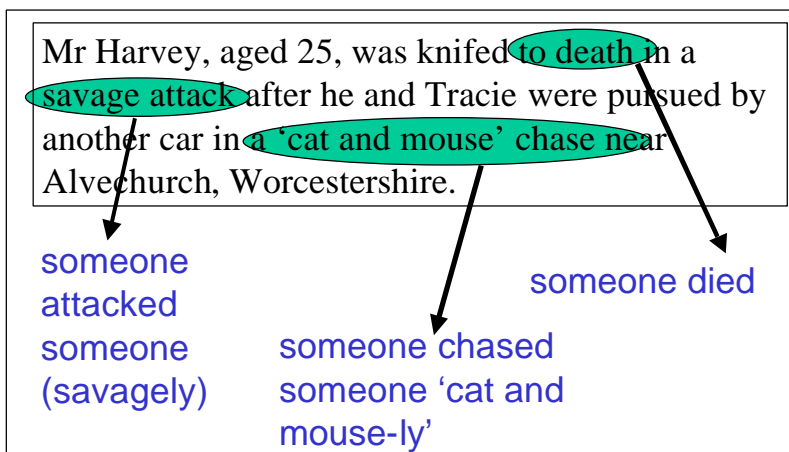 Mr Harvey, aged 25, was knifed to death in a
savage attack after he and Tracie were pursued by
another car in a ‘cat and mouse’ chase near
Alvechurch, Worcestershire.
someone
attacked
someone
(savagely)
someone chased
someone ‘cat and
mouse-ly’
someone died